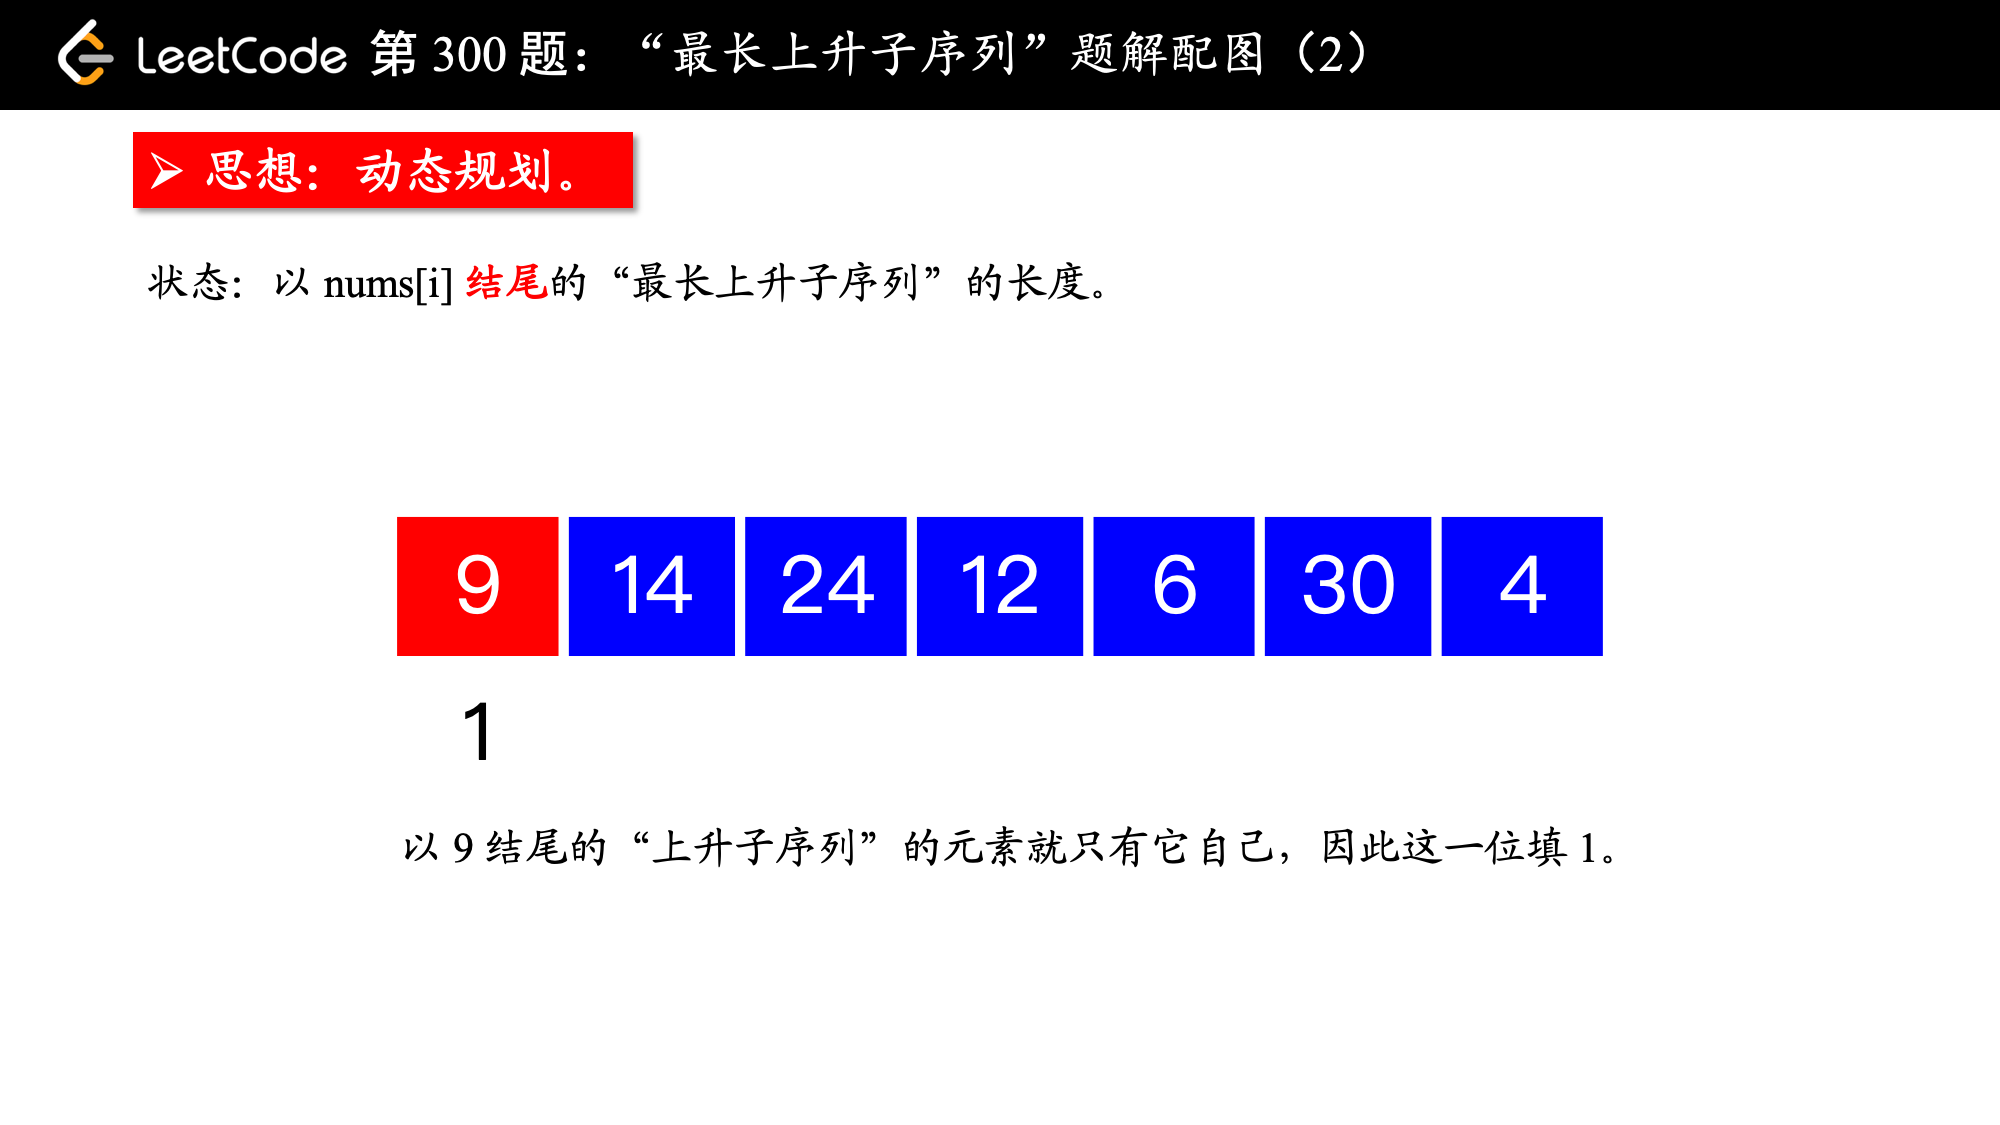 LeetCode 第 300 题：“最长上升子序列”题解配图（2）
➢ 思想：动态规划。
状态：以 nums[i] 结尾的“最长上升子序列”的长度。
9 14 24 12 6 30 4
1
以 9 结尾的“上升子序列”的元素就只有它自己，因此这一位填 1。